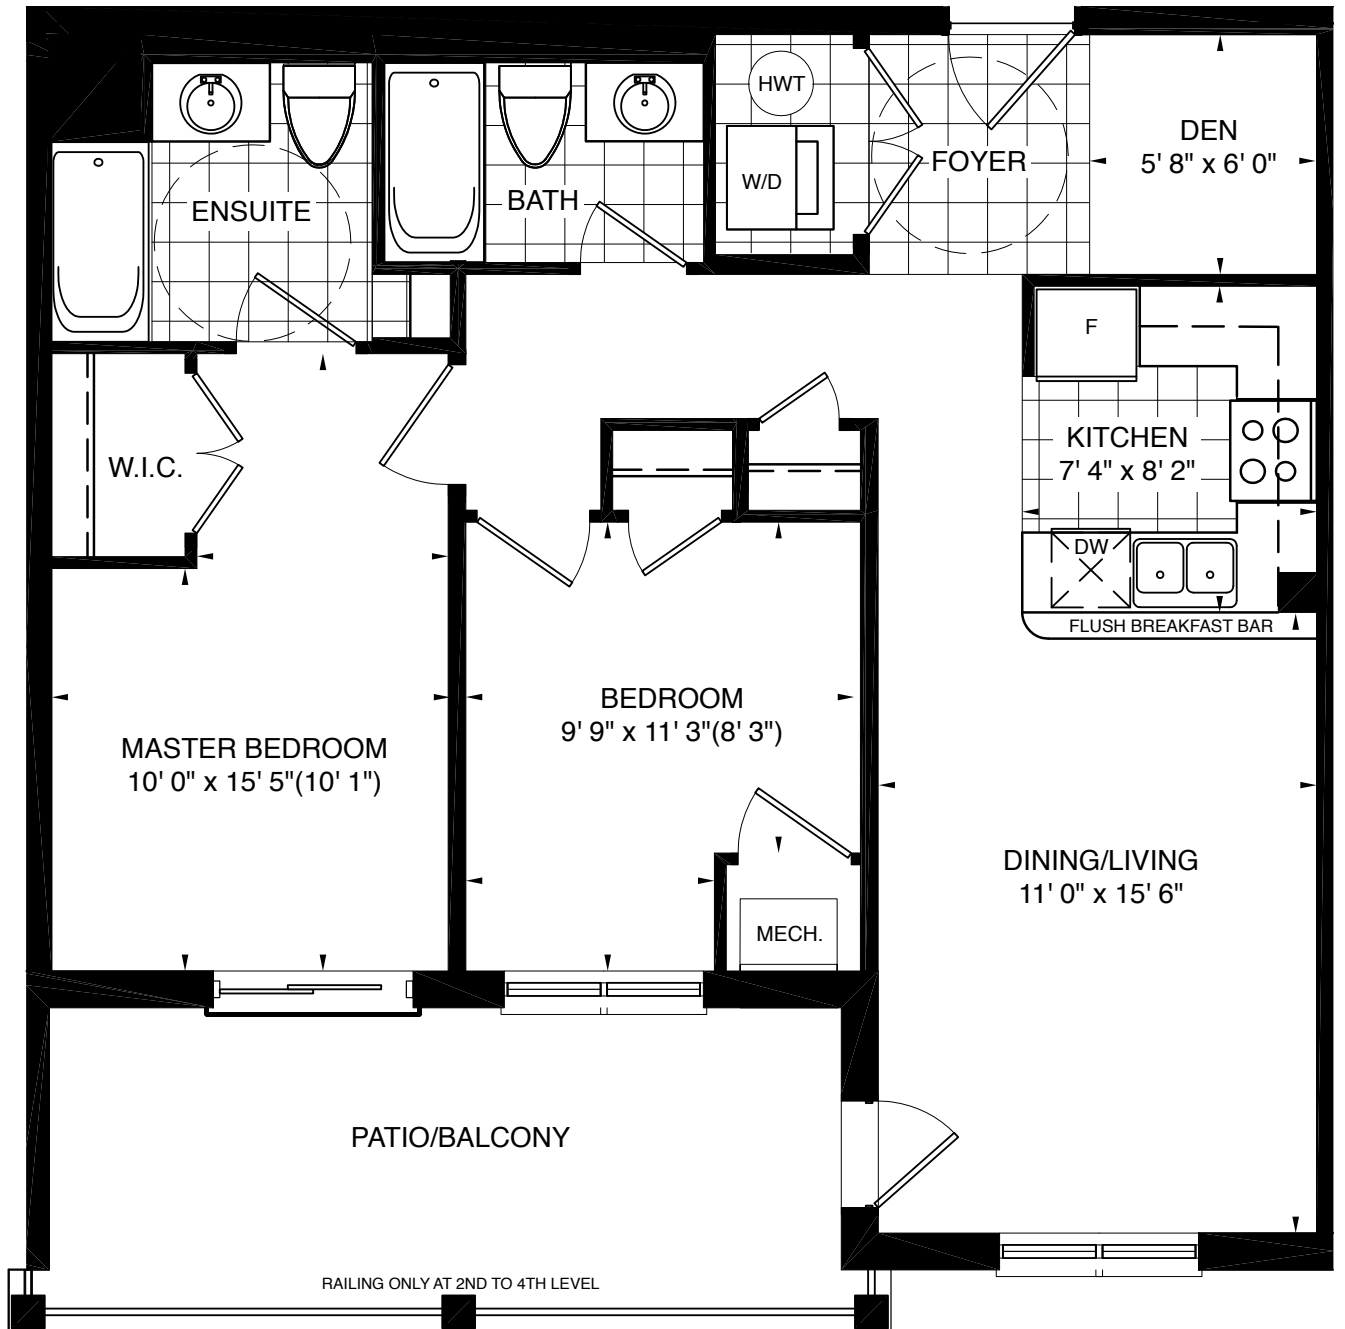 HWT
W/D
FOYER
DEN
5' 8" x 6' 0"
ENSUITE
BATH
F
KITCHEN
7' 4" x 8' 2"
W.I.C.
DW
FLUSH BREAKFAST BAR
BEDROOM
9' 9" x 11' 3"(8' 3")
MASTER BEDROOM
10' 0" x 15' 5"(10' 1")
DINING/LIVING
11' 0" x 15' 6"
MECH.
PATIO/BALCONY
RAILING ONLY AT 2ND TO 4TH LEVEL